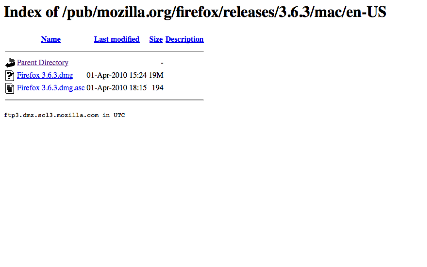 Index of /pub/mozilla.org/firefox/releases/3.6.3/mac/en-US
Name Last modified Size Description
Parent Directory -
Firefox 3.6.3.dmg 01-Apr-2010 15:24 19M
Firefox 3.6.3.dmg.asc 01-Apr-2010 18:15 194
ftp3.dmz.scl3.mozilla.com in UTC